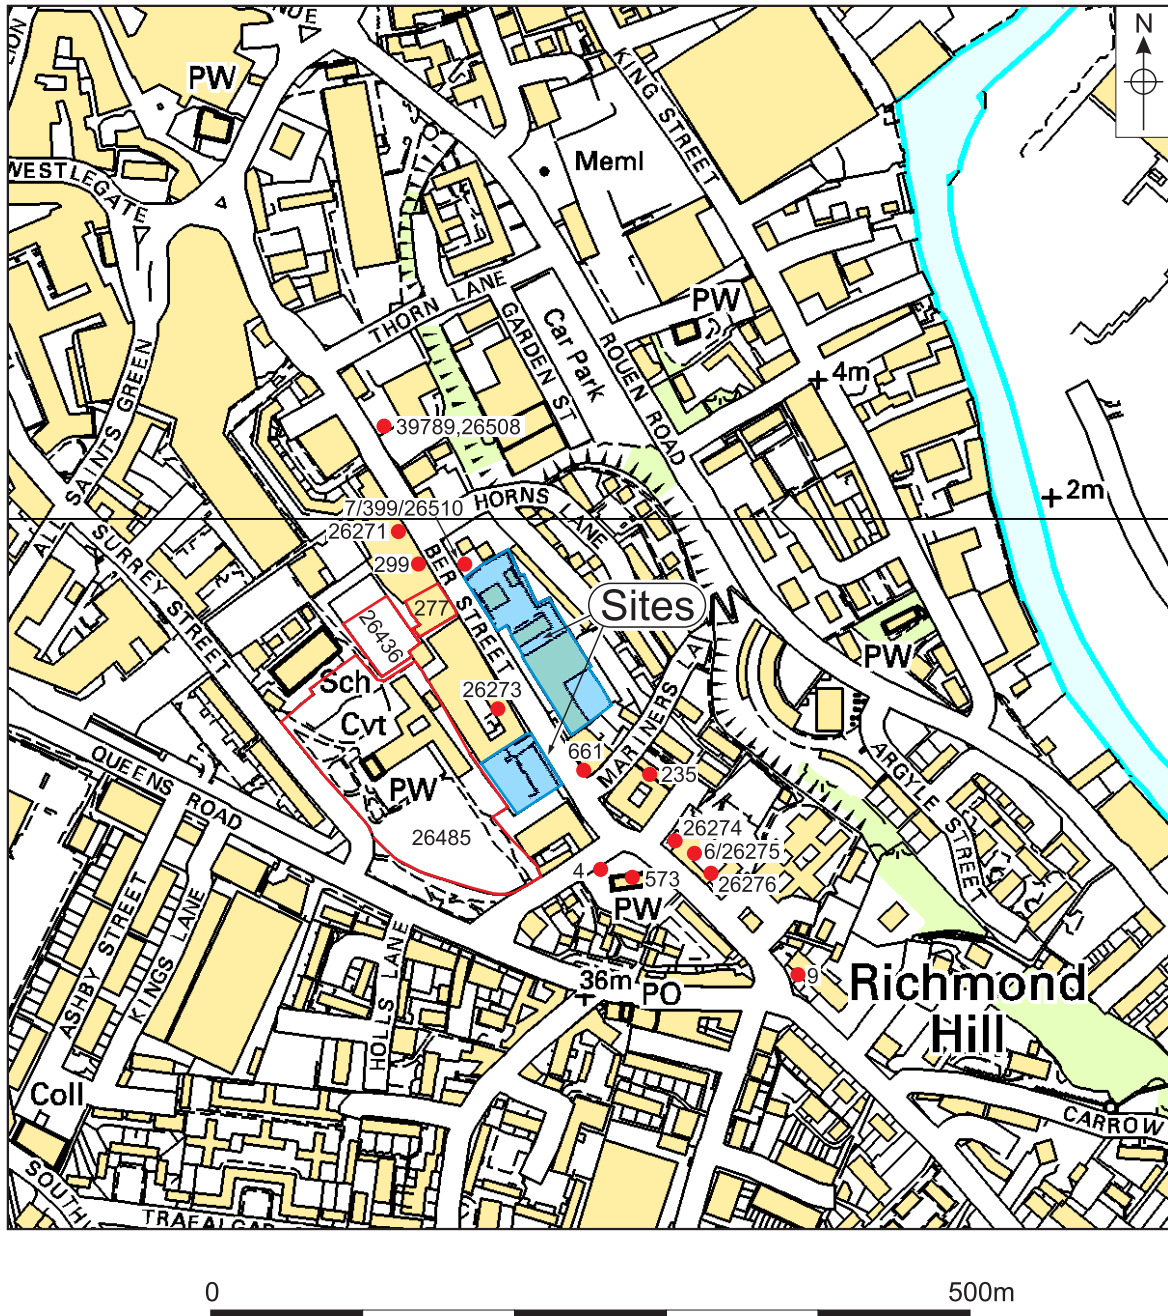 NUE
N
PW
KING STREET
ION
Meml
WESTLEGATE
THORN LANE
PW
GARDEN ST
Car Park
ROUEN ROAD
4m
ALL SAINTS GREEN
39789,26508
2m
HORNS LANE
7/399/26510
26271
SURREY STREET
BER STREET
299
277
Sites
26436
PW
Sch
Cvt
26273
MARINERS LA
661
235
QUEENS ROAD
PW
ARGYLE STREET
26485
26274
6/26275
4
573
26276
PW
ASHBY STREET
KINGS LANE
HOLLS LANE
36m
PO
9
Richmond
Hill
Coll
CARROW
SOUTH
TRAFALGAR
0
500m